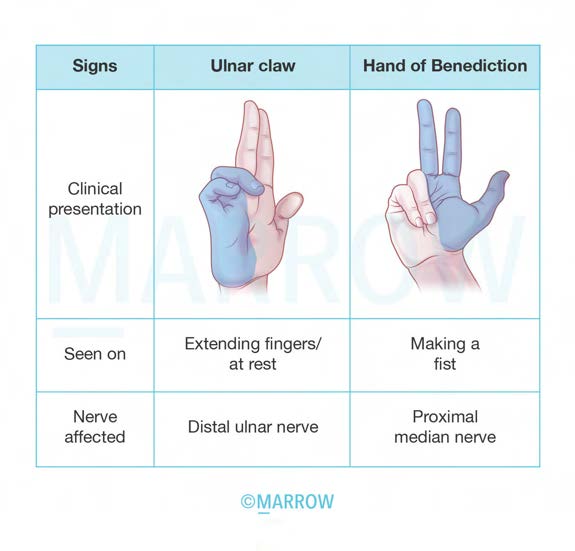 Signs
Ulnar claw
Hand of Benediction
Clinical
presentation
MARROW
Seen on
Extending fingers/
at rest
Making a
fist
Nerve
affected
Distal ulnar nerve
Proximal
median nerve
©MARROW